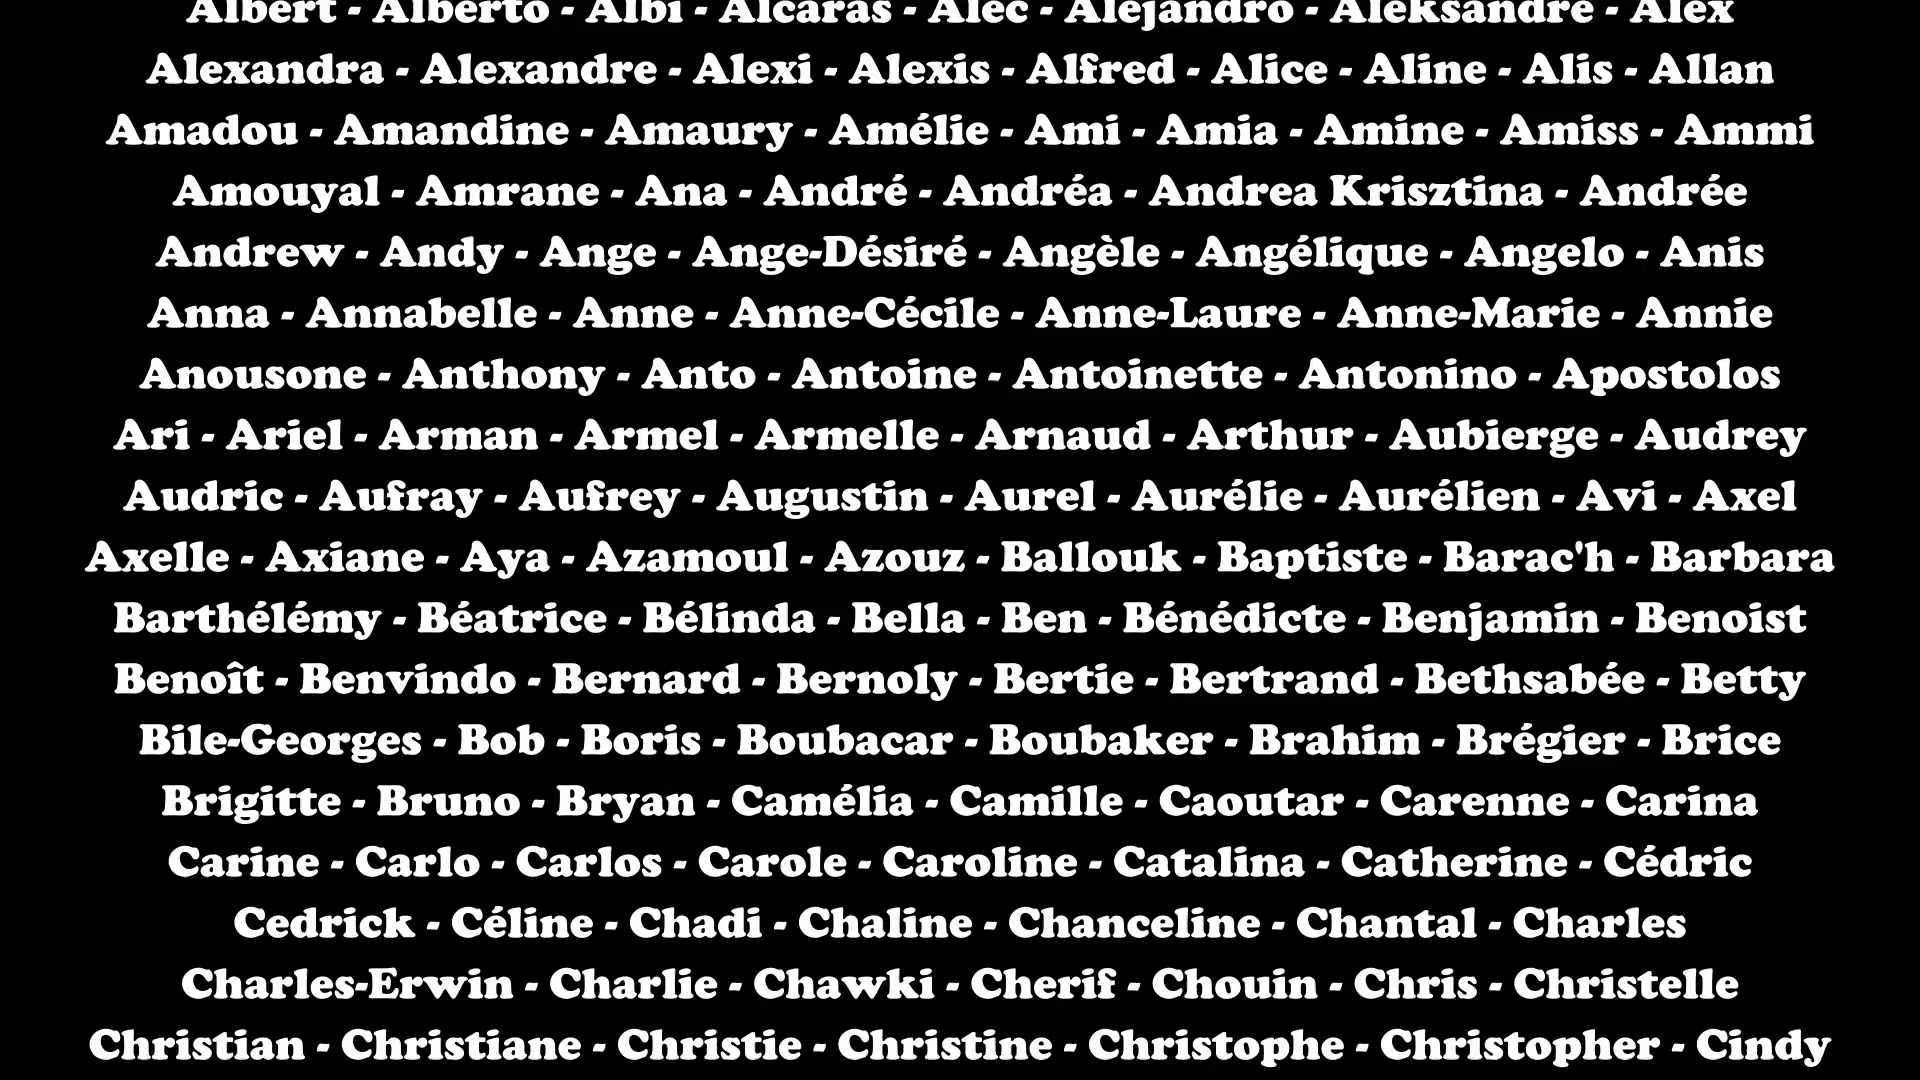 Albert - Alberto - Albi - Alcaras - Alec - Alejandro - Aleksandre - Alex
Alexandra - Alexandre - Alexi - Alexis - Alfred - Alice - Aline - Alis - Allan
Amadou - Amandine - Amaury - Amélie - Ami - Amia - Amine - Amiss - Ammi
Amouyal - Amrane - Ana - André - Andréa - Andrea Krisztina - Andrée
Andrew - Andy - Ange - Ange-Désiré - Angèle - Angélique - Angelo - Anis
Anna - Annabelle - Anne - Anne-Cécile - Anne-Laure - Anne-Marie - Annie
Anousone - Anthony - Anto - Antoine - Antoinette - Antonino - Apostolos
Ari - Ariel - Arman - Armel - Armelle - Arnaud - Arthur - Aubierge - Audrey
Audric - Aufray - Aufrey - Augustin - Aurel - Aurélie - Aurélien - Avi - Axel
Axelle - Axiane - Aya - Azamoul - Azouz - Ballouk - Baptiste - Barac'h - Barbara
Barthélémy - Béatrice - Bélinda - Bella - Ben - Bénédicte - Benjamin - Benoist
Benoît - Benvindo - Bernard - Bernoly - Bertie - Bertrand - Bethsabée - Betty
Bile-Georges - Bob - Boris - Boubacar - Boubaker - Brahim - Brégier - Brice
Brigitte - Bruno - Bryan - Camélia - Camille - Caoutar - Carenne - Carina
Carine - Carlo - Carlos - Carole - Caroline - Catalina - Catherine - Cédric
Cedrick - Céline - Chadi - Chaline - Chanceline - Chantal - Charles
Charles-Erwin - Charlie - Chawki - Cherif - Chouin - Chris - Christelle
Christian - Christiane - Christie - Christine - Christophe - Christopher - Cindy